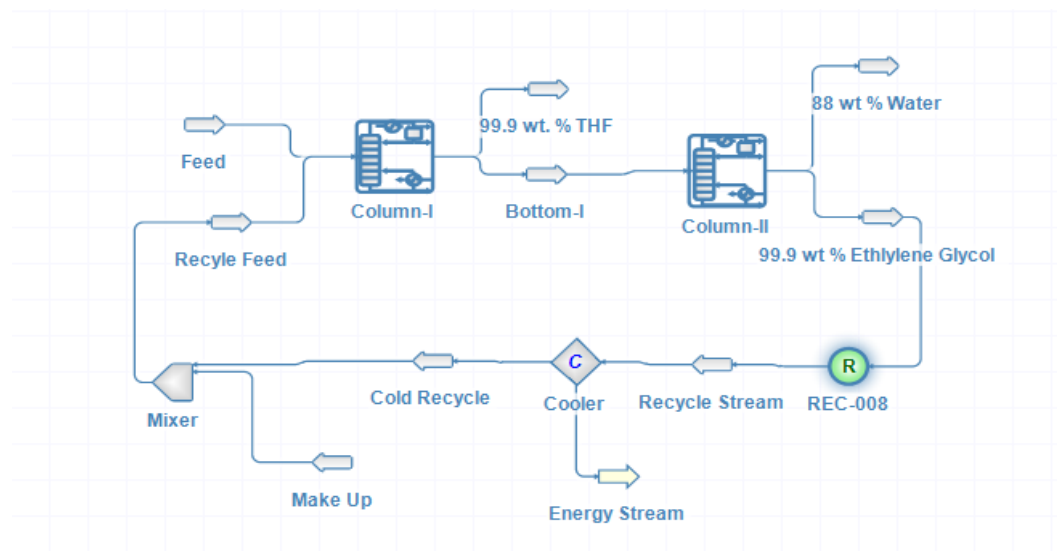 88 wt % Water
99.9 wt. % THF
Feed
Column-I
Bottom-I
Column-II
Recyle Feed
99.9 wt % Ethlylene Glycol
C
R
Cold Recycle
Cooler
Recycle Stream
REC-008
Mixer
Make Up
Energy Stream